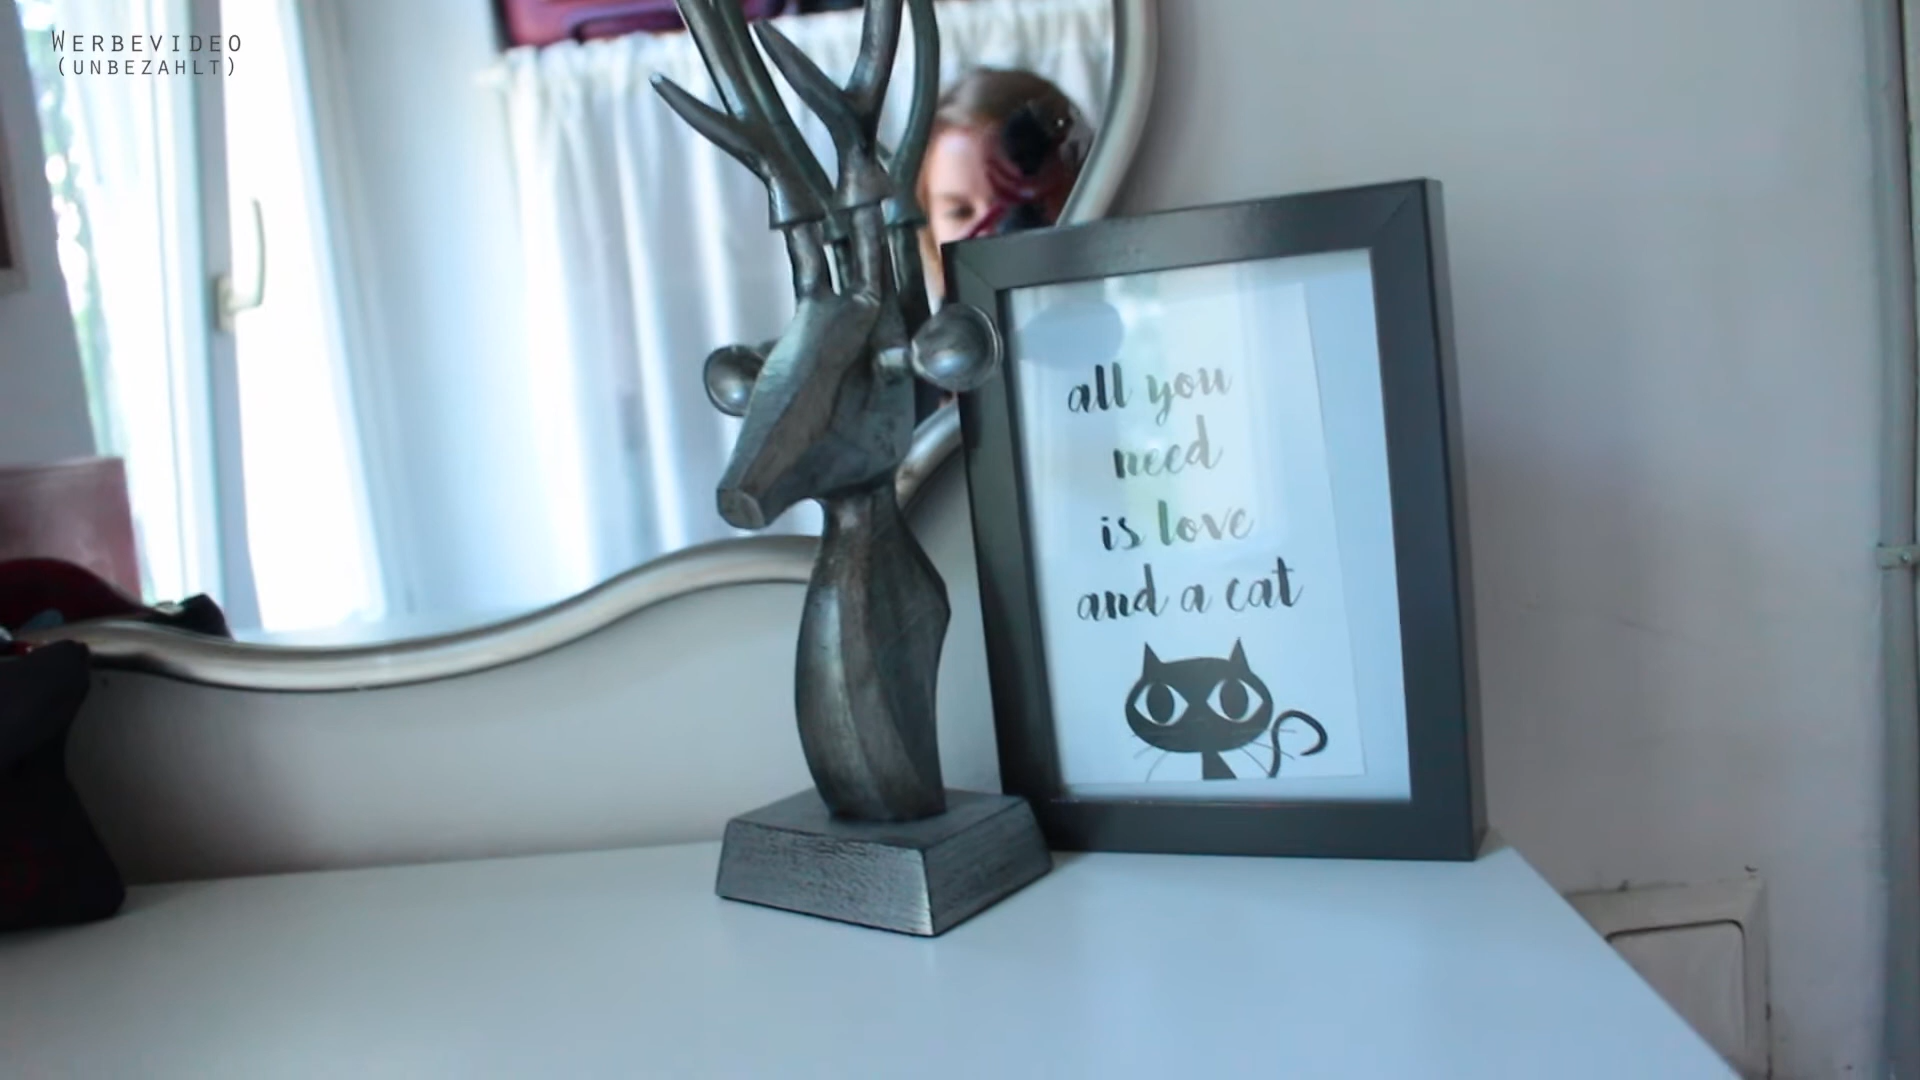 WERBEVIDEO
(UNBEZAHLT)
all you
need
is love
and a cat